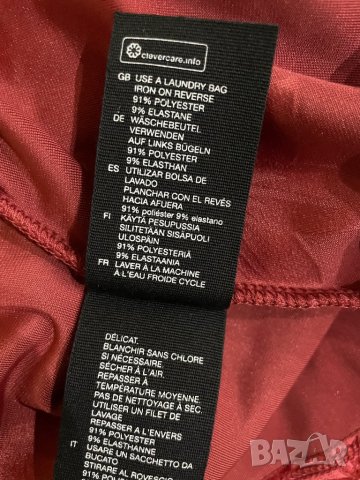 clevercare.info
GB USE A LAUNDRY BAG
IRON ON REVERSE
91% POLYESTER
9% ELASTANE
DE WÄSCHEBEUTEL
VERWENDEN
AUF LINKS BÜGELN
91% POLYESTER
9% ELASTHAN
ES UTILIZAR BOLSA DE
LAVADO
PLANCHAR CON EL REVÉS
HACIA AFUERA
91% poliéster 9% elastano
FI KÄYTÄ PESUPUSSIA
SILITETÄÄN SISÄPUOLI
ULOSPÄIN
91% POLYESTERIÄ
9% ELASTAANIA
FR LAVER À LA MACHINE
À L'EAU FROIDE CYCLE
DÉLICAT.
BLANCHIR SANS CHLORE
SI NÉCESSAIRE.
SÉCHER À L'AIR.
REPASSER À
TEMPÉRATURE MOYENNE.
PAS DE NETTOYAGE À SEC.
UTILISER UN FILET DE
LAVAGE
REPASSER À L'ENVERS
91% POLYESTER
9% ÉLASTHANNE
IT USARE UN SACCHETTO DA
BUCATO
STIRARE AL ROVESCIO
91%
bazar.bg